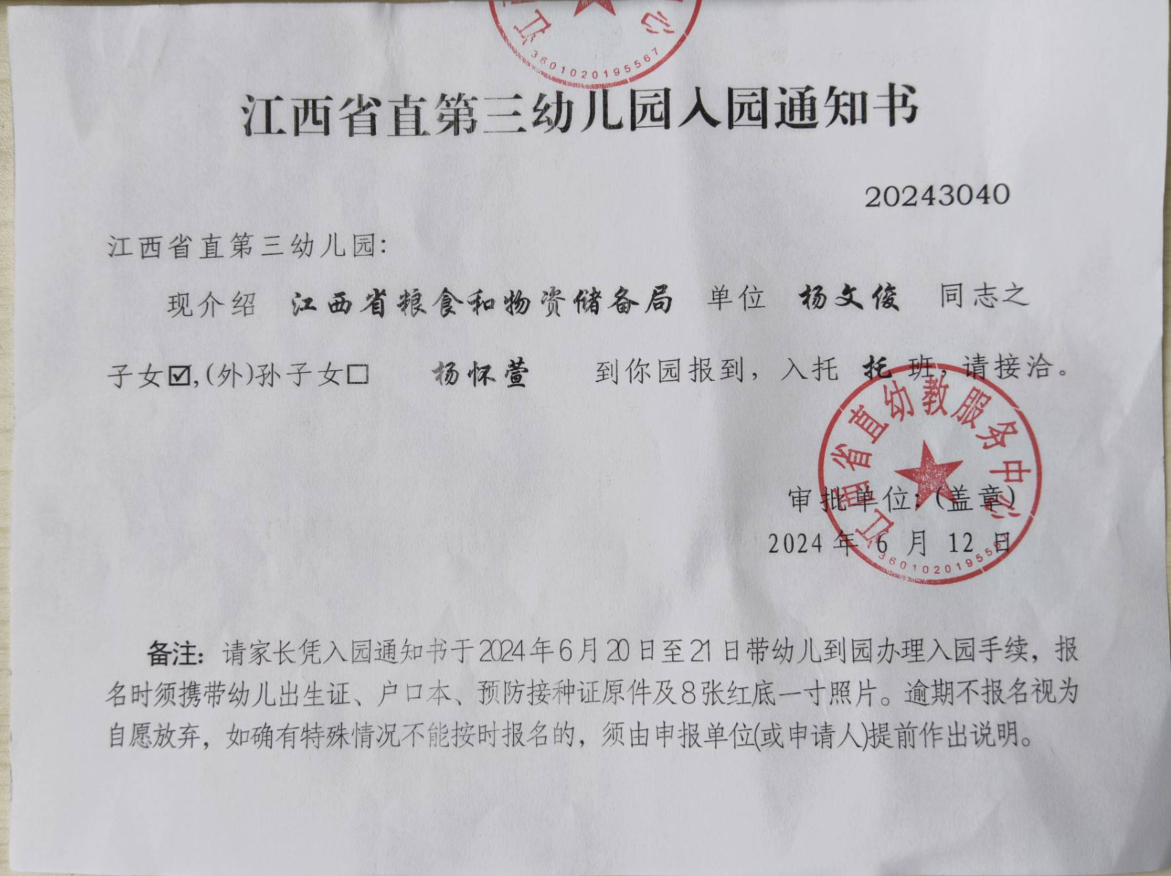 江 心
3601020195567
江西省直第三幼儿园入园通知书
20243040
江西省直第三幼儿园:
现介绍 江西省粮食和物资储备局 单位 杨文俊 同志之
子女☑,(外)孙子女☐ 杨怀萱 到你园报到，入托 托 班，请接洽。
江西省直幼教服务中心
审批单位:(盖章)
2024 年 6 月 12 日
3601020195567
备注：请家长凭入园通知书于2024年6月20日至21日带幼儿到园办理入园手续，报
名时须携带幼儿出生证、户口本、预防接种证原件及8张红底一寸照片。逾期不报名视为
自愿放弃，如确有特殊情况不能按时报名的，须由申报单位(或申请人)提前作出说明。